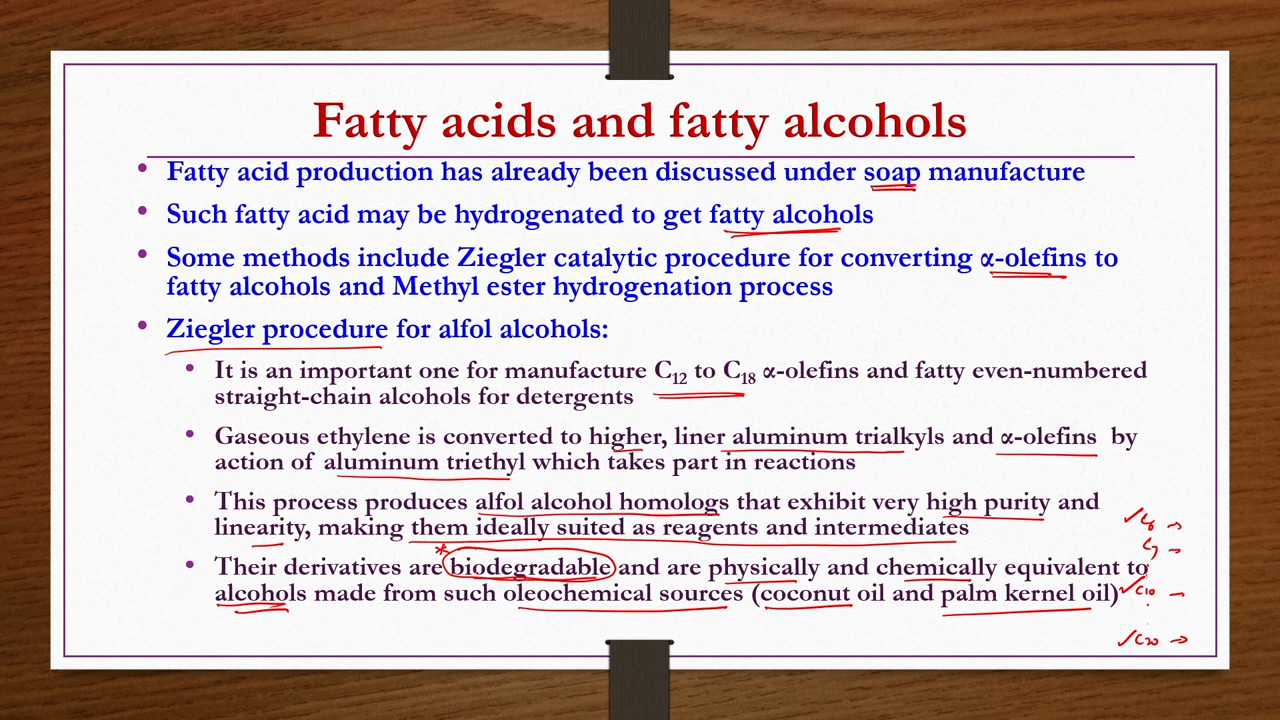 Fatty acids and fatty alcohols
• Fatty acid production has already been discussed under soap manufacture
• Such fatty acid may be hydrogenated to get fatty alcohols
• Some methods include Ziegler catalytic procedure for converting α-olefins to
fatty alcohols and Methyl ester hydrogenation process
• Ziegler procedure for alfol alcohols:
• It is an important one for manufacture C₁₂ to C₁₈ α-olefins and fatty even-numbered
straight-chain alcohols for detergents
• Gaseous ethylene is converted to higher, liner aluminum trialkyls and α-olefins by
action of aluminum triethyl which takes part in reactions
• This process produces alfol alcohol homologs that exhibit very high purity and
linearity, making them ideally suited as reagents and intermediates
• Their derivatives are biodegradable and are physically and chemically equivalent to
alcohols made from such oleochemical sources (coconut oil and palm kernel oil)
C₁₀
C₂₀